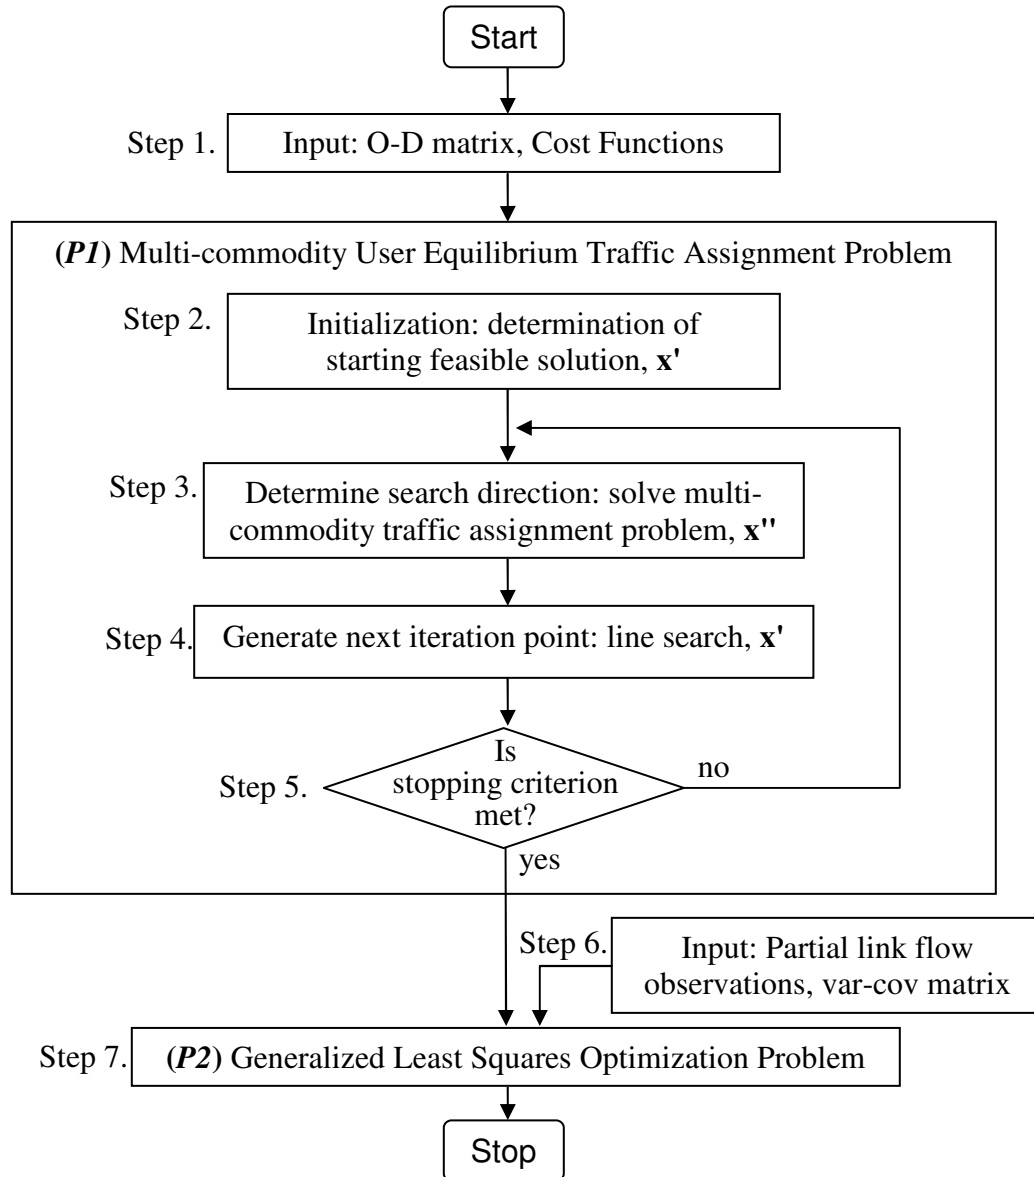 Start
Step 1.
Input: O-D matrix, Cost Functions
(P1) Multi-commodity User Equilibrium Traffic Assignment Problem
Step 2.
Initialization: determination of
starting feasible solution, x'
Step 3.
Determine search direction: solve multi-
commodity traffic assignment problem, x''
Step 4.
Generate next iteration point: line search, x'
Step 5.
Is
stopping criterion
met?
no
yes
Step 6.
Input: Partial link flow
observations, var-cov matrix
Step 7.
(P2) Generalized Least Squares Optimization Problem
Stop